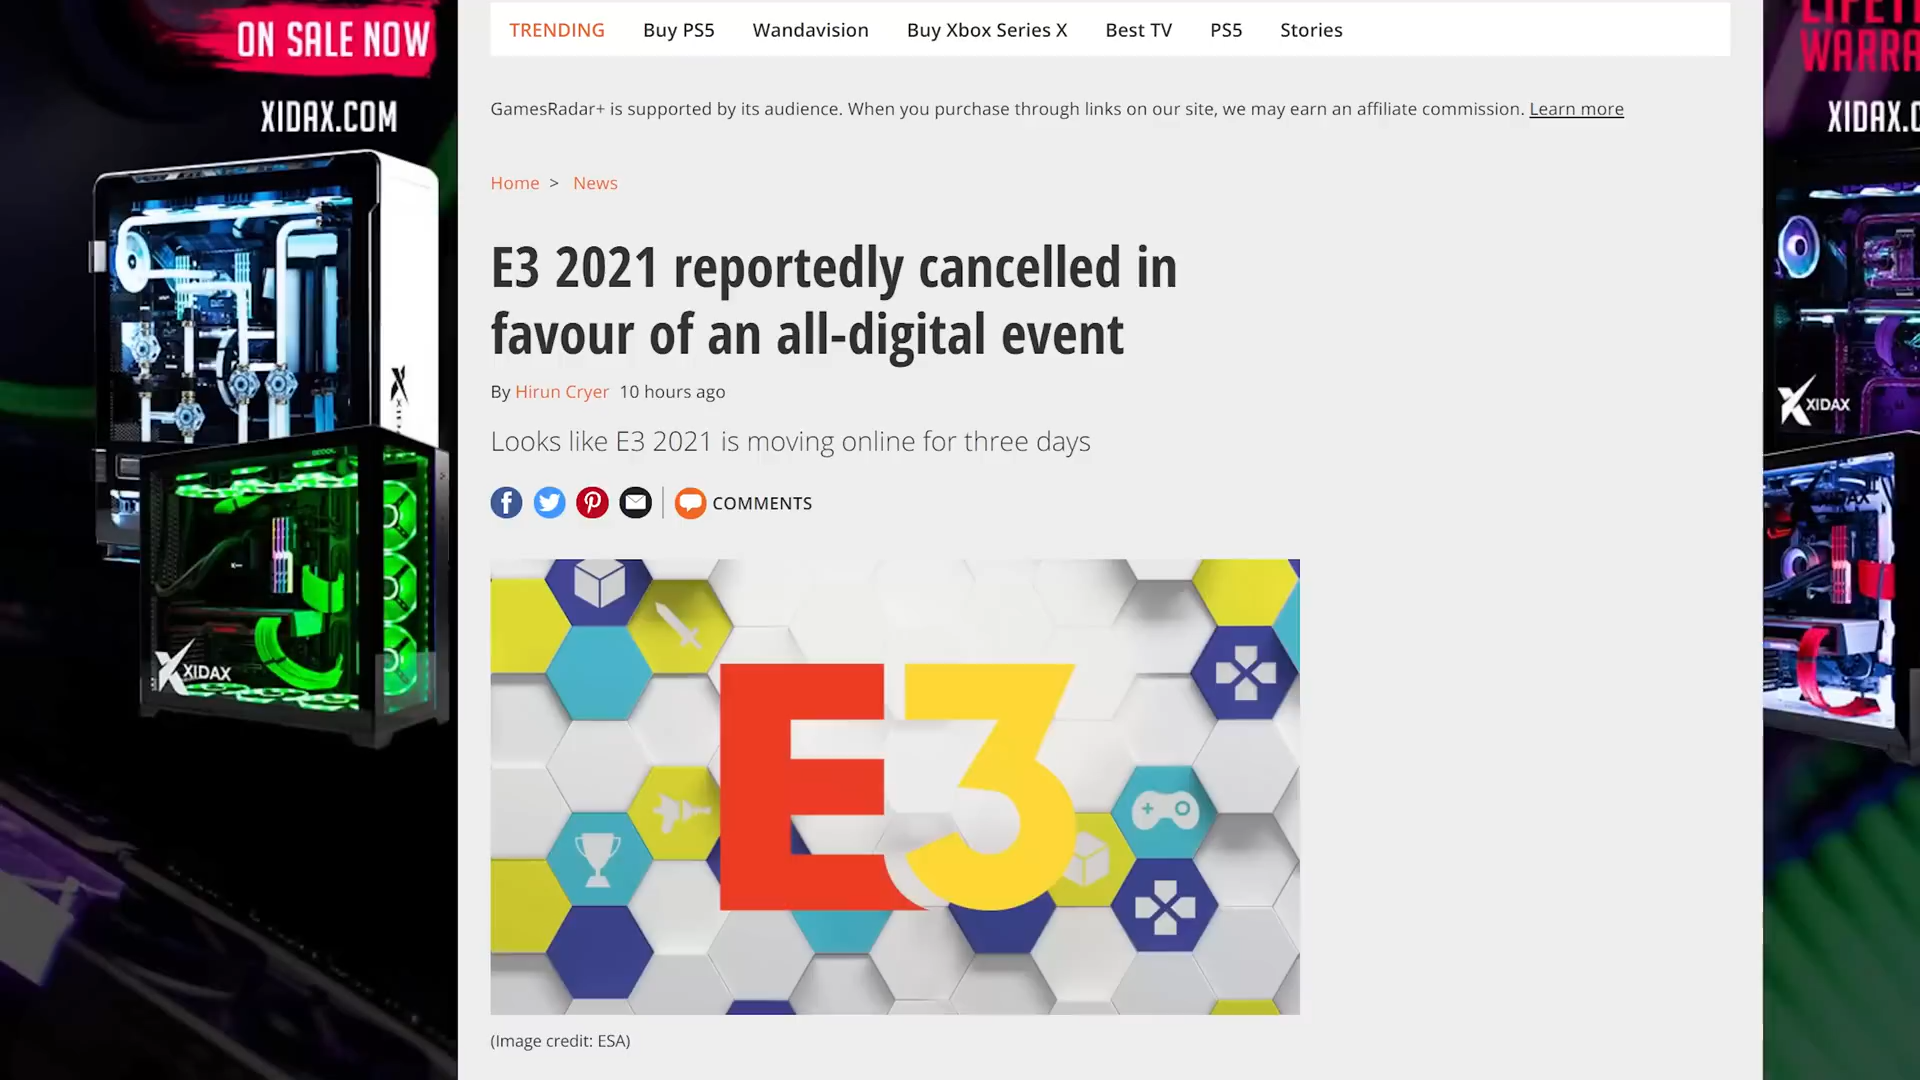 ON SALE NOW
XIDAX.COM
XIDAX
TRENDING Buy PS5 Wandavision Buy Xbox Series X Best TV PS5 Stories
GamesRadar+ is supported by its audience. When you purchase through links on our site, we may earn an affiliate commission. Learn more
Home > News
E3 2021 reportedly cancelled in
favour of an all-digital event
By Hirun Cryer 10 hours ago
Looks like E3 2021 is moving online for three days
COMMENTS
E3
(Image credit: ESA)
XIDAX
XIDAX